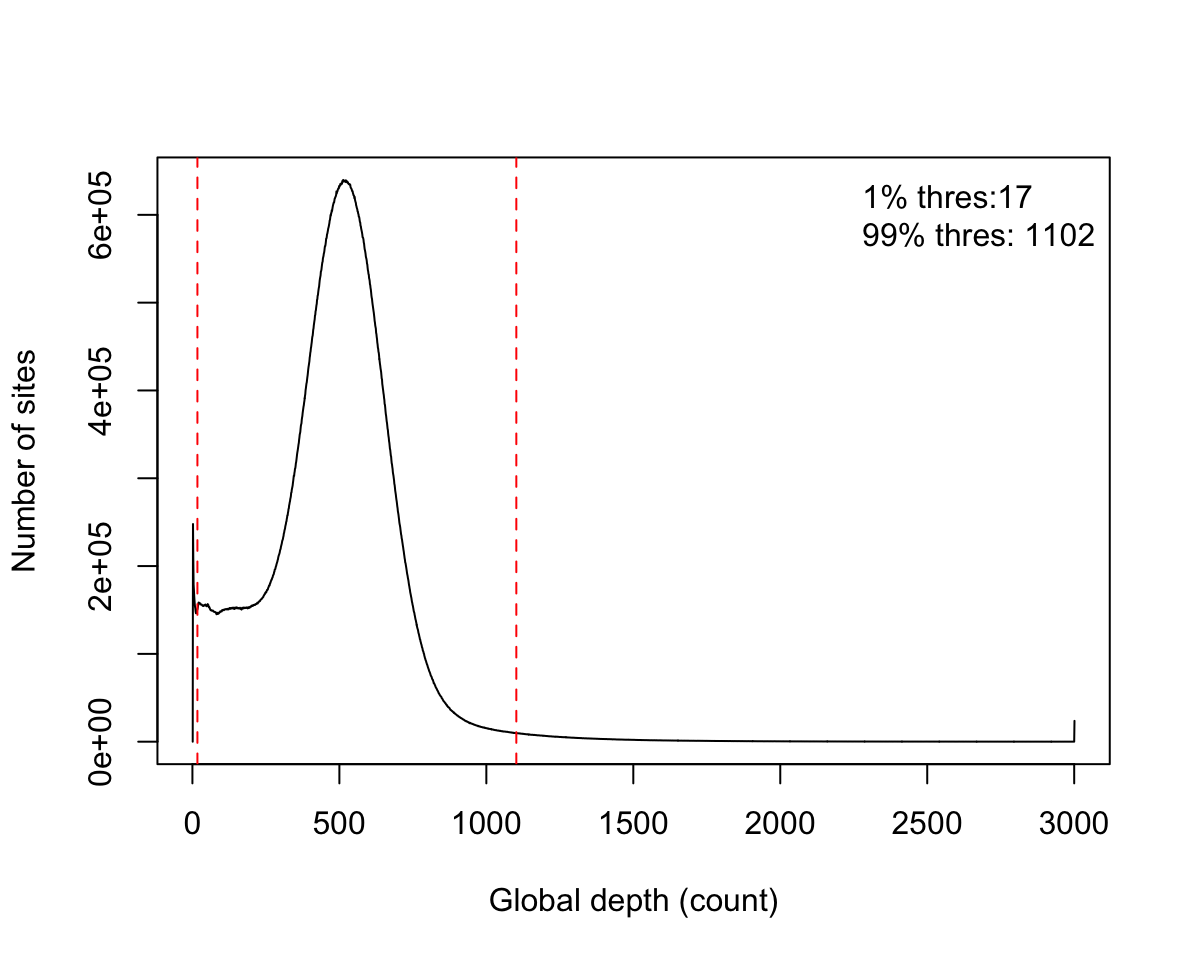 1% thres:17
99% thres: 1102
6e+05
4e+05
2e+05
0e+00
Number of sites
0
500
1000
1500
2000
2500
3000
Global depth (count)